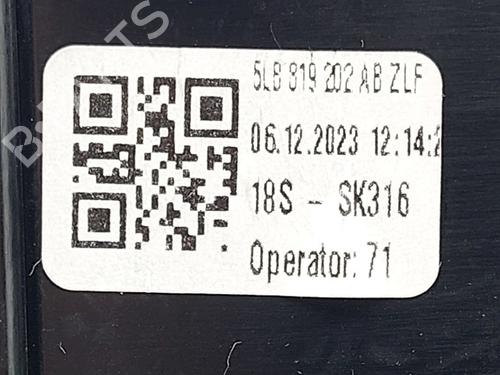 5LB 819 202 AB ZLF
06.12.2023 12:14:2
18S - SK316
Operator: 71